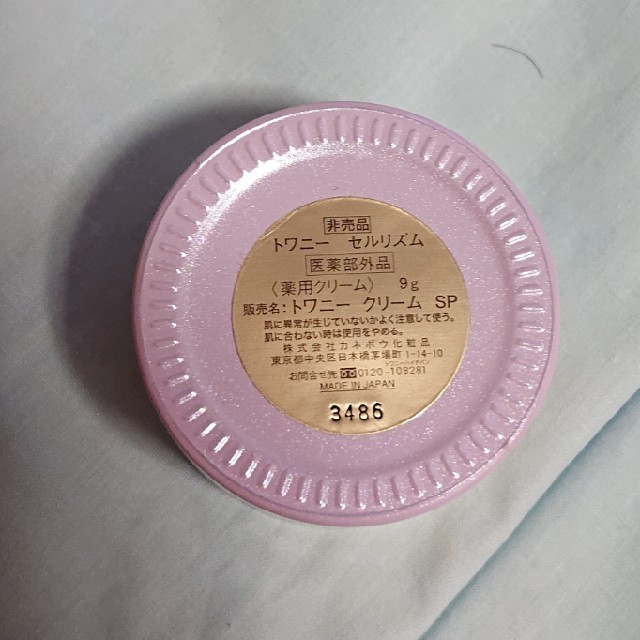 非売品
トワニー セルリズム
医薬部外品
〈薬用クリーム〉 9g
販売名:トワニー クリーム SP
肌に異常が生じていないかよく注意して使う。
肌に合わない時は使用をやめる。
株式会社カネボウ化粧品
東京都中央区日本橋茅場町1-14-10
お問合せ先 0120-108281
MADE IN JAPAN
3486